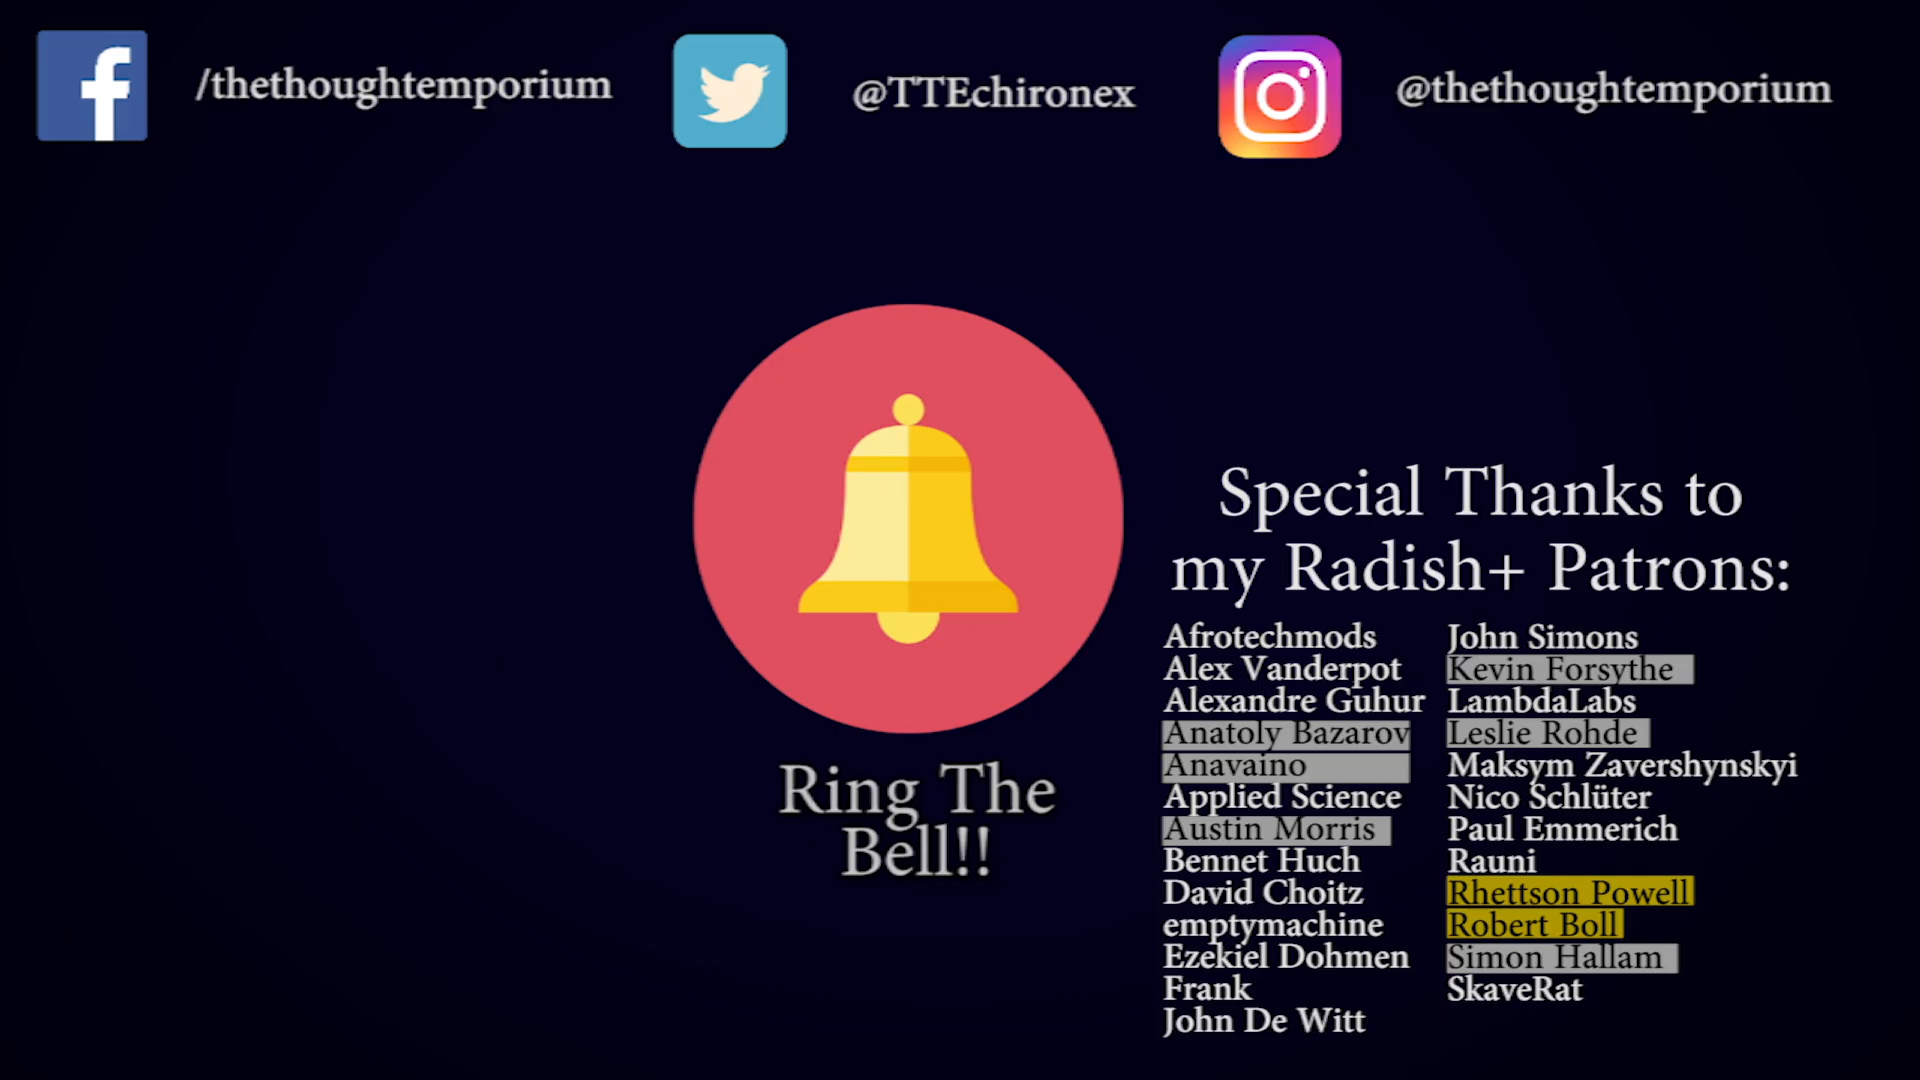 /thethoughtemporium
@TTEchironex
@thethoughtemporium
Ring The
Bell!!
Special Thanks to
my Radish+ Patrons:
Afrotechmods
Alex Vanderpot
Alexandre Guhur
Anatoly Bazarov
Anavaino
Applied Science
Austin Morris
Bennet Huch
David Choitz
emptymachine
Ezekiel Dohmen
Frank
John De Witt
John Simons
Kevin Forsythe
LambdaLabs
Leslie Rohde
Maksym Zavershynskyi
Nico Schlüter
Paul Emmerich
Rauni
Rhettson Powell
Robert Boll
Simon Hallam
SkaveRat